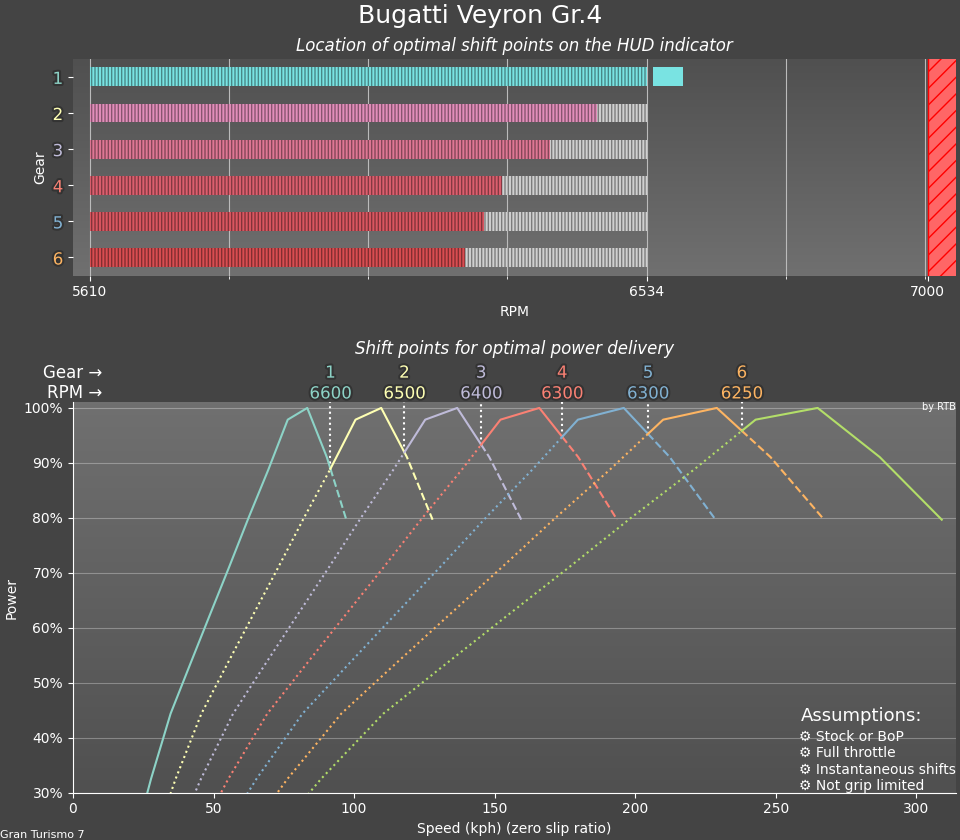 Bugatti Veyron Gr.4
Location of optimal shift points on the HUD indicator
Gear
1
2
3
4
5
6
5610 6534 7000
RPM
Shift points for optimal power delivery
Gear → 1 2 3 4 5 6
RPM → 6600 6500 6400 6300 6300 6250
by RTB
Power
100%
90%
80%
70%
60%
50%
40%
30%
Assumptions:
⚙ Stock or BoP
⚙ Full throttle
⚙ Instantaneous shifts
⚙ Not grip limited
0 50 100 150 200 250 300
Speed (kph) (zero slip ratio)
Gran Turismo 7